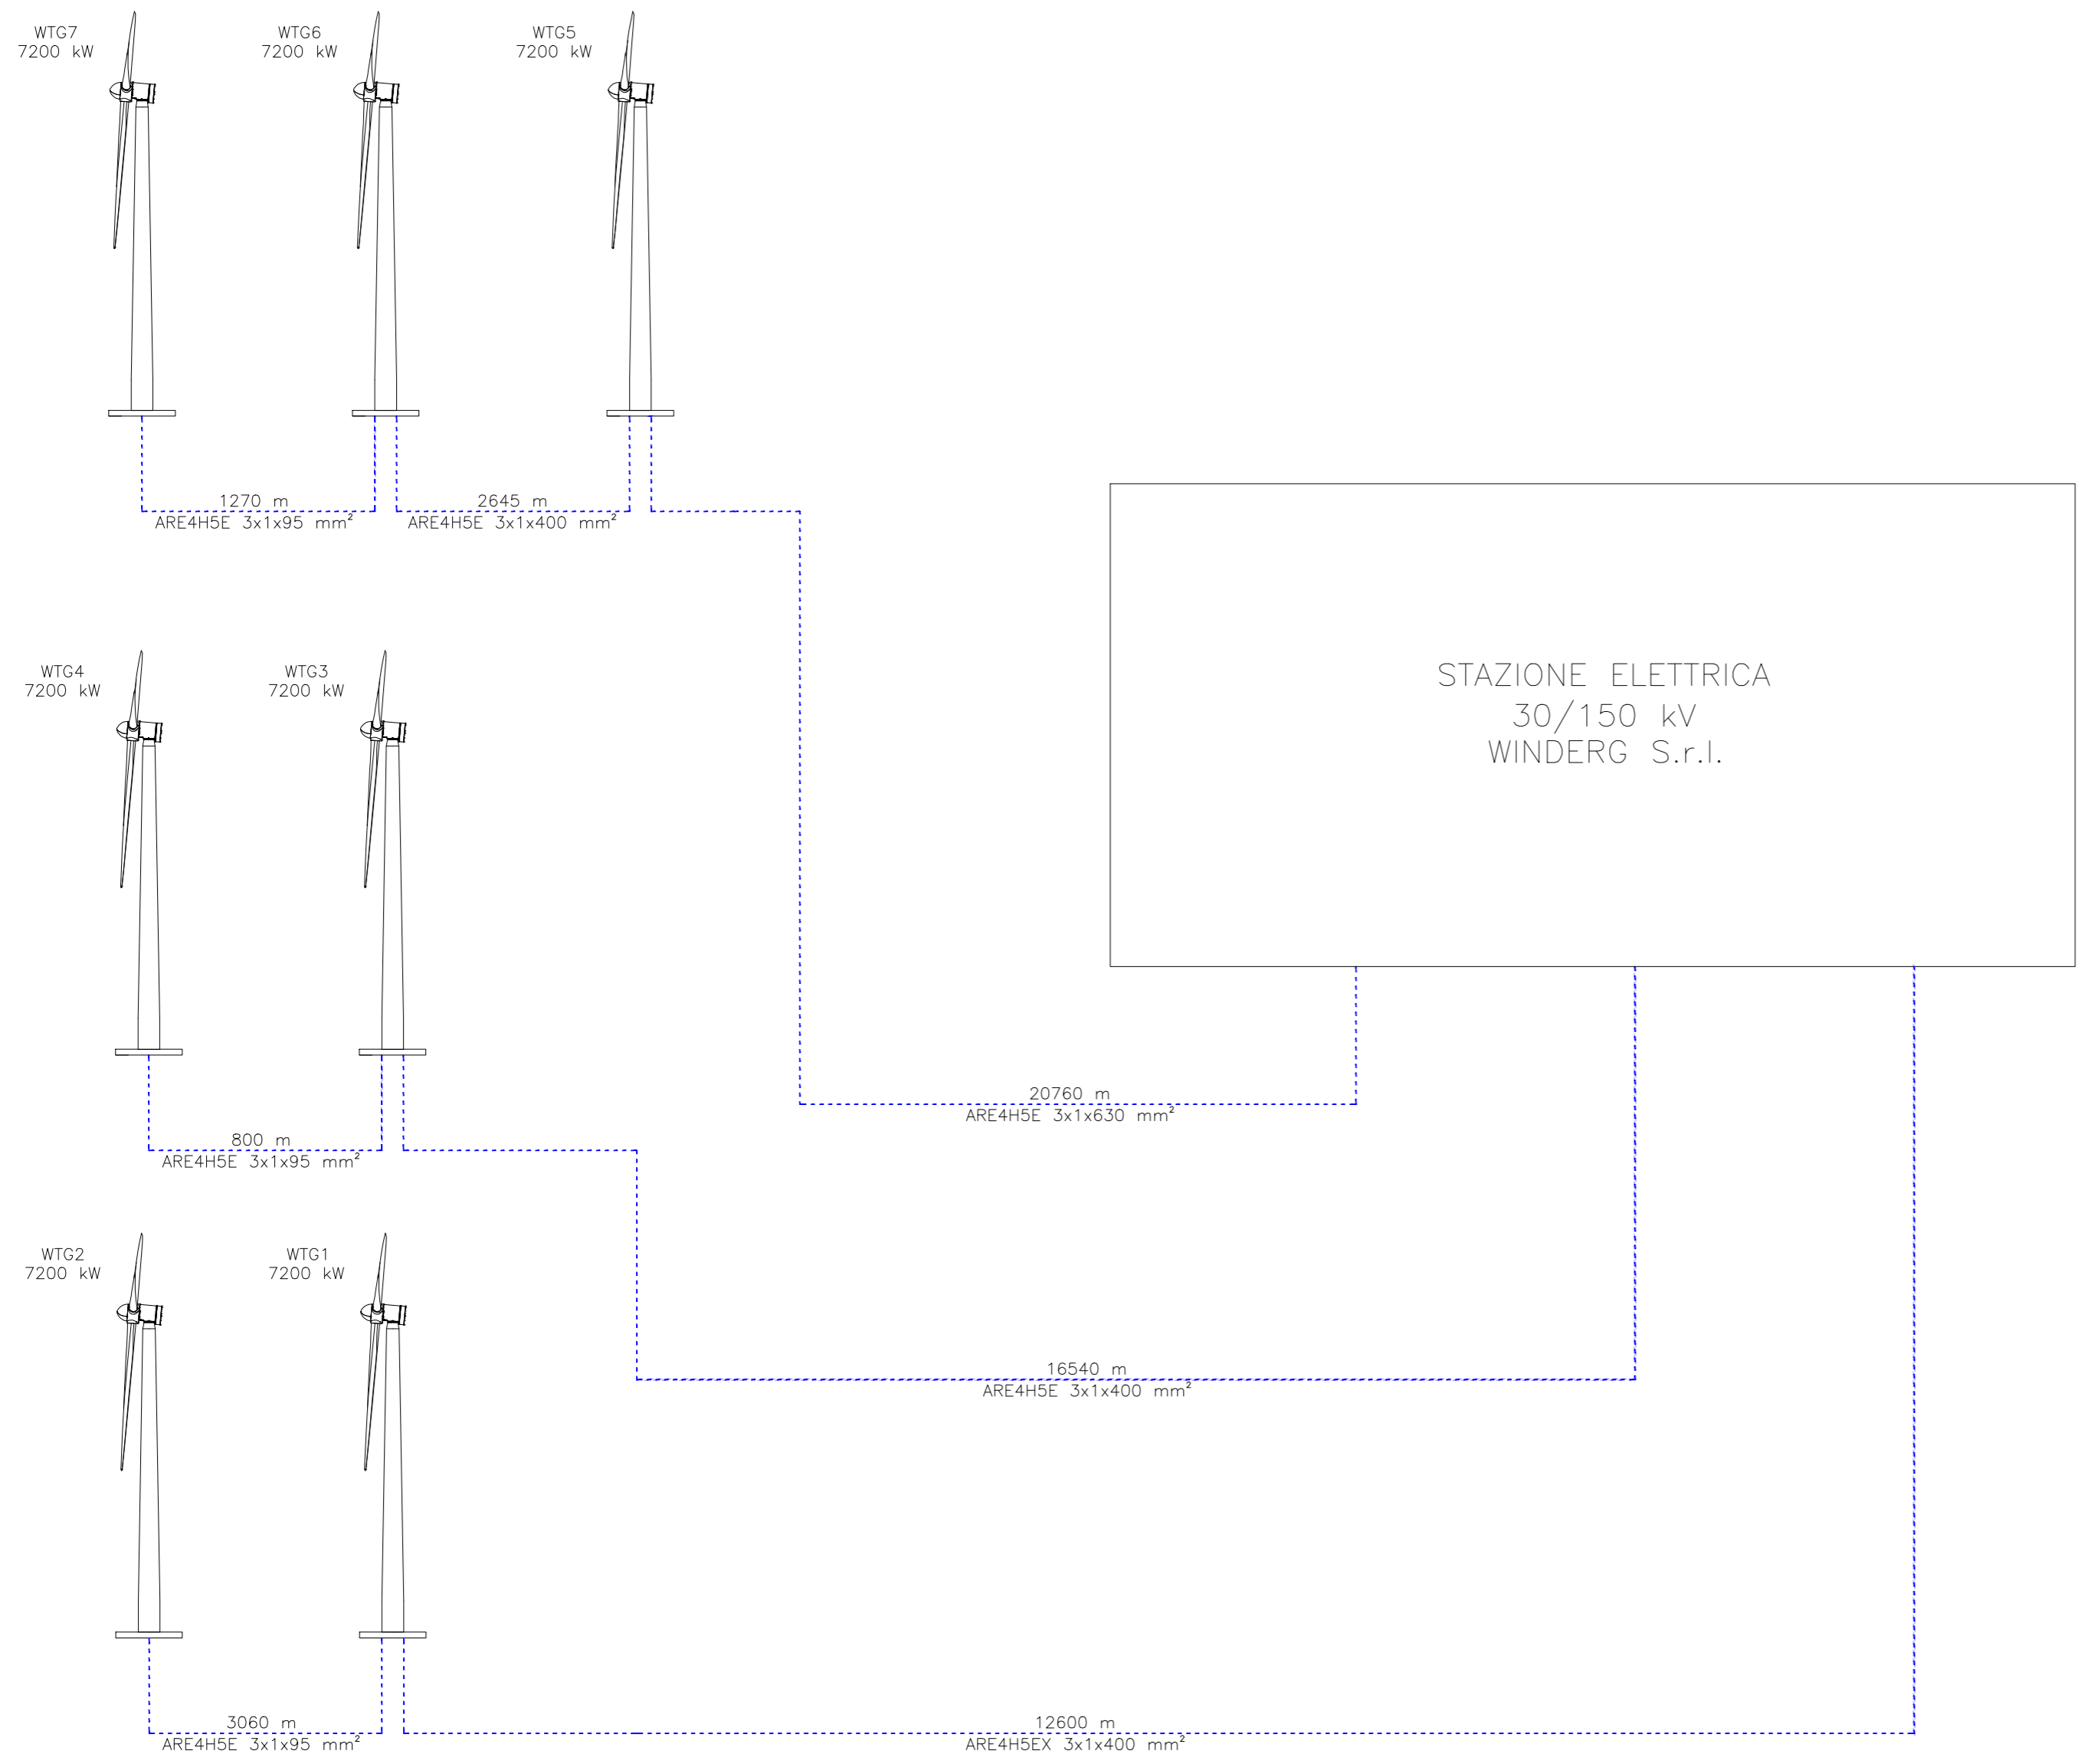 WTG7
7200 kW
WTG6
7200 kW
WTG5
7200 kW
1270 m
ARE4H5E 3x1x95 mm²
2645 m
ARE4H5E 3x1x400 mm²
STAZIONE ELETTRICA
30/150 kV
WINDERG S.r.l.
WTG4
7200 kW
WTG3
7200 kW
20760 m
ARE4H5E 3x1x630 mm²
800 m
ARE4H5E 3x1x95 mm²
WTG2
7200 kW
WTG1
7200 kW
16540 m
ARE4H5E 3x1x400 mm²
3060 m
ARE4H5E 3x1x95 mm²
12600 m
ARE4H5EX 3x1x400 mm²